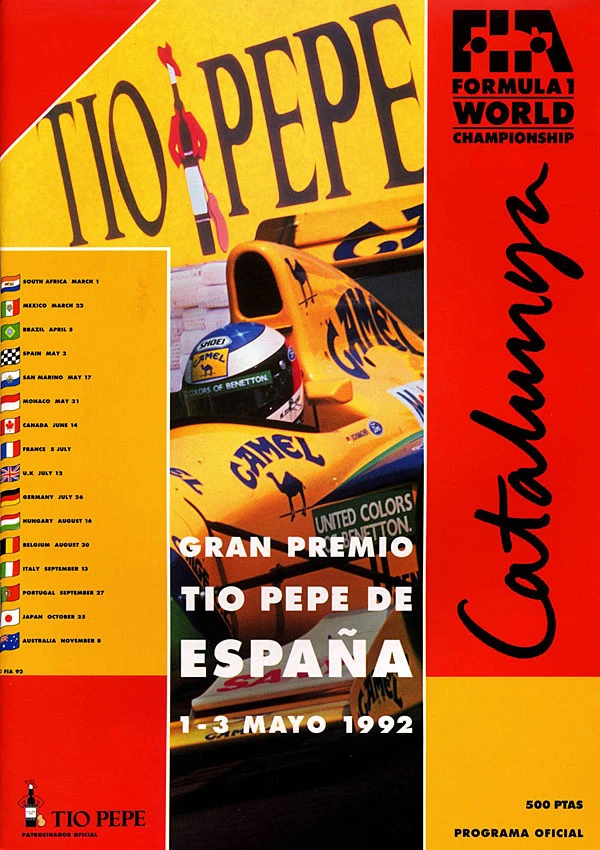 TIO PEPE
FIA
FORMULA 1
WORLD
CHAMPIONSHIP
Catalunya
SOUTH AFRICA MARCH 1
MEXICO MARCH 22
BRAZIL APRIL 5
SPAIN MAY 3
SAN MARINO MAY 17
MONACO MAY 31
CANADA JUNE 14
FRANCE 5 JULY
U.K JULY 12
GERMANY JULY 26
HUNGARY AUGUST 16
BELGIUM AUGUST 30
ITALY SEPTEMBER 13
PORTUGAL SEPTEMBER 27
JAPAN OCTOBER 25
AUSTRALIA NOVEMBER 8
© FIA 92
CAMEL
SHOEI
CAMEL
COLORS OF BENETTON.
CAMEL
UNITED COLORS
OF BENETTON.
GRAN PREMIO
TIO PEPE DE
ESPAÑA
1-3 MAYO 1992
TIO PEPE
PATROCINADOR OFICIAL
500 PTAS
PROGRAMA OFICIAL